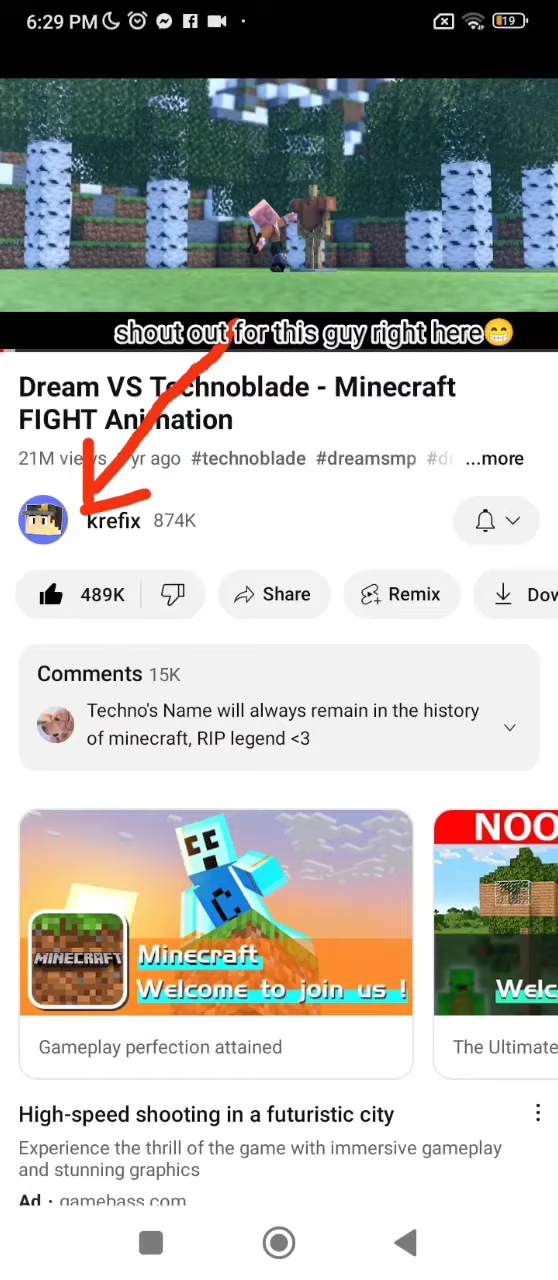 6:29 PM
19
shout out for this guy right here😁
Dream VS Technoblade - Minecraft
FIGHT Animation
21M views yr ago #technoblade #dreamsmp #dr ...more
krefix 874K
489K Share Remix Dow
Comments 15K
Techno's Name will always remain in the history
of minecraft, RIP legend <3
NOO
MINECRAFT
Minecraft
Welcome to join us !
Welc
Gameplay perfection attained
The Ultimate
High-speed shooting in a futuristic city
Experience the thrill of the game with immersive gameplay
and stunning graphics
Ad · gamebass.com